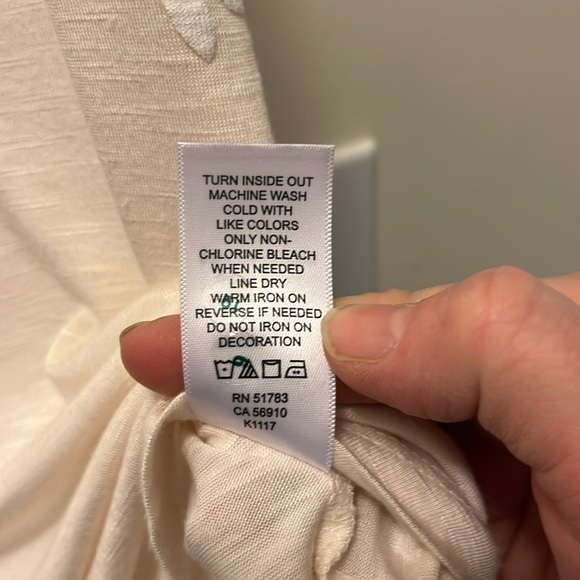 TURN INSIDE OUT
MACHINE WASH
COLD WITH
LIKE COLORS
ONLY NON-
CHLORINE BLEACH
WHEN NEEDED
LINE DRY
WARM IRON ON
REVERSE IF NEEDED
DO NOT IRON ON
DECORATION
RN 51783
CA 56910
K1117